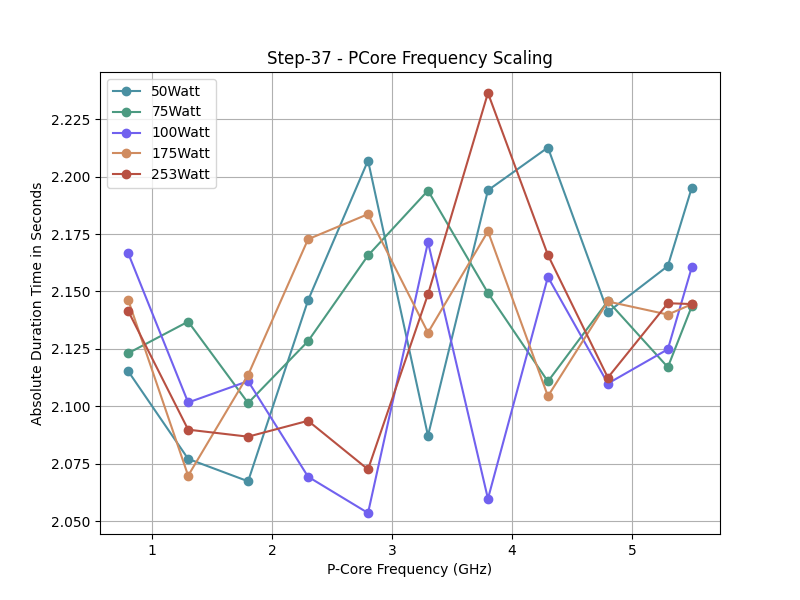 Step-37 - PCore Frequency Scaling
50Watt
75Watt
100Watt
175Watt
253Watt
Absolute Duration Time in Seconds
2.225
2.200
2.175
2.150
2.125
2.100
2.075
2.050
1 2 3 4 5
P-Core Frequency (GHz)